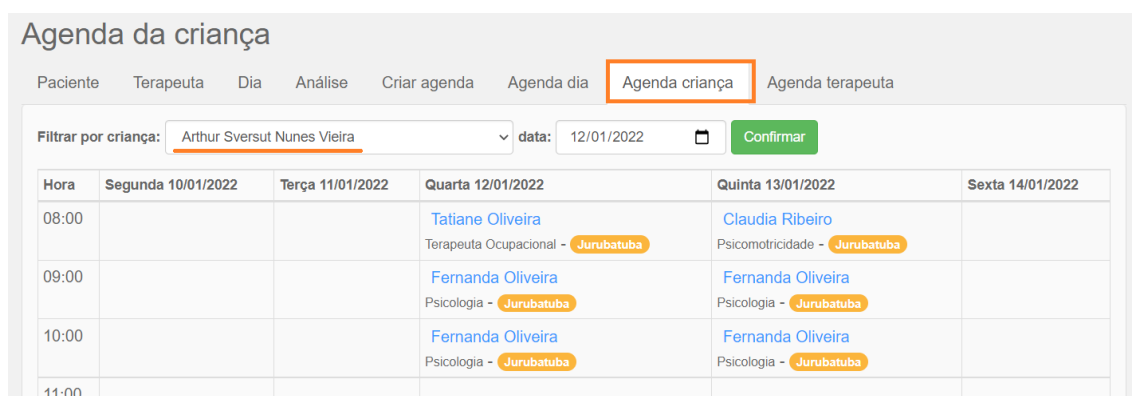 Agenda da criança
Paciente Terapeuta Dia Análise Criar agenda Agenda dia Agenda criança Agenda terapeuta
Filtrar por criança: Arthur Sversut Nunes Vieira data: 12/01/2022 Confirmar
Hora Segunda 10/01/2022 Terça 11/01/2022 Quarta 12/01/2022 Quinta 13/01/2022 Sexta 14/01/2022
08:00 Tatiane Oliveira Claudia Ribeiro
Terapeuta Ocupacional - Jurubatuba Psicomotricidade - Jurubatuba
09:00 Fernanda Oliveira Fernanda Oliveira
Psicologia - Jurubatuba Psicologia - Jurubatuba
10:00 Fernanda Oliveira Fernanda Oliveira
Psicologia - Jurubatuba Psicologia - Jurubatuba
11:00